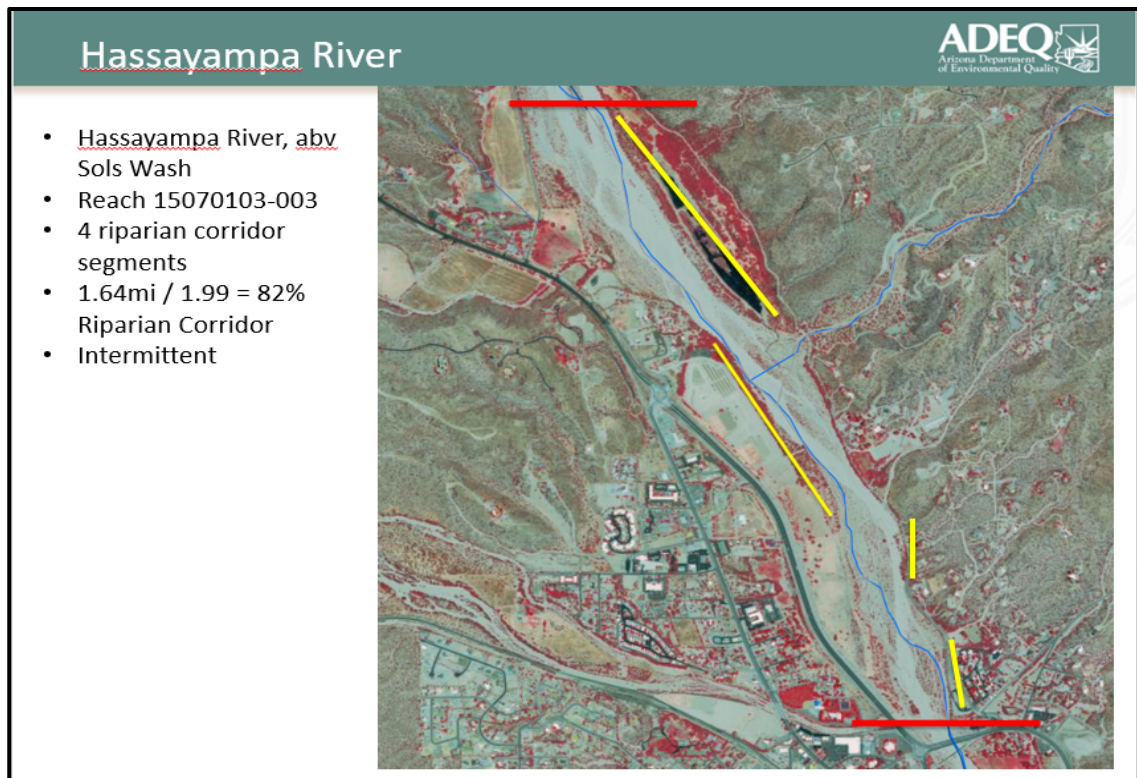 Hassayampa River
ADEQ
Arizona Department
of Environmental Quality
• Hassayampa River, abv
Sols Wash
• Reach 15070103-003
• 4 riparian corridor
segments
• 1.64mi / 1.99 = 82%
Riparian Corridor
• Intermittent